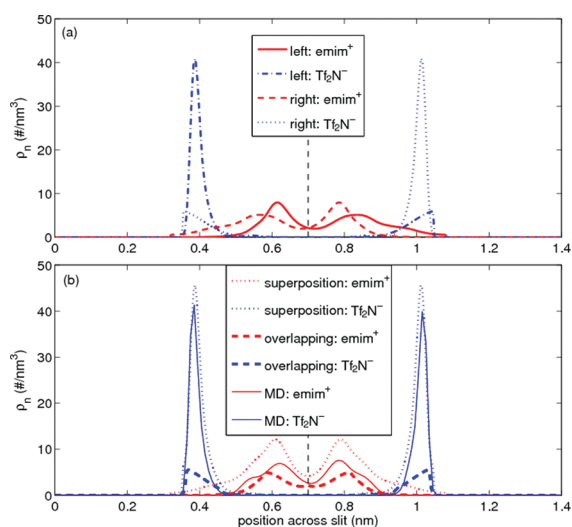 (a)
50
40
30
20
10
0
ρn (#/nm³)
left: emim⁺
left: Tf₂N⁻
right: emim⁺
right: Tf₂N⁻
0 0.2 0.4 0.6 0.8 1 1.2 1.4
(b)
50
40
30
20
10
0
ρn (#/nm³)
superposition: emim⁺
superposition: Tf₂N⁻
overlapping: emim⁺
overlapping: Tf₂N⁻
MD: emim⁺
MD: Tf₂N⁻
0 0.2 0.4 0.6 0.8 1 1.2 1.4
position across slit (nm)